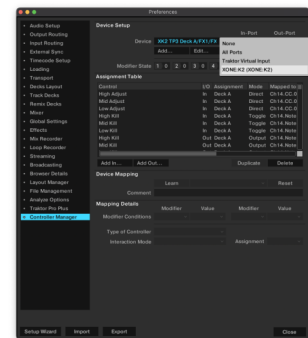 Preferences
Audio Setup
Output Routing
Input Routing
External Sync
Timecode Setup
Loading
Transport
Decks Layout
Track Decks
Remix Decks
Mixer
Global Settings
Effects
Mix Recorder
Loop Recorder
Streaming
Broadcasting
Browser Details
Layout Manager
File Management
Analyze Options
Traktor Pro Plus
Controller Manager
Device Setup
In-Port Out-Port
Device XK2 TP3 Deck A/FX1/FX
Add... Edit...
None
All Ports
Traktor Virtual Input
XONE:K2 (XONE:K2)
Modifier State 1 0 2 0 3 0 4
Assignment Table
Control I/O Assignment Mode Mapped to
High Adjust In Deck A Direct Ch14.CC.0
Mid Adjust In Deck A Direct Ch14.CC.0
Low Adjust In Deck A Direct Ch14.CC.0
High Kill In Deck A Toggle Ch14.Note
Mid Kill In Deck A Toggle Ch14.Note
Low Kill In Deck A Toggle Ch14.Note
High Kill Out Deck A Output Ch14.Note
Mid Kill Out Deck A Output Ch14.Note
Add In... Add Out... Duplicate Delete
Device Mapping
Learn Reset
Comment
Mapping Details
Modifier Value Modifier Value
Modifier Conditions
Type of Controller
Interaction Mode Assignment
Setup Wizard Import Export Close